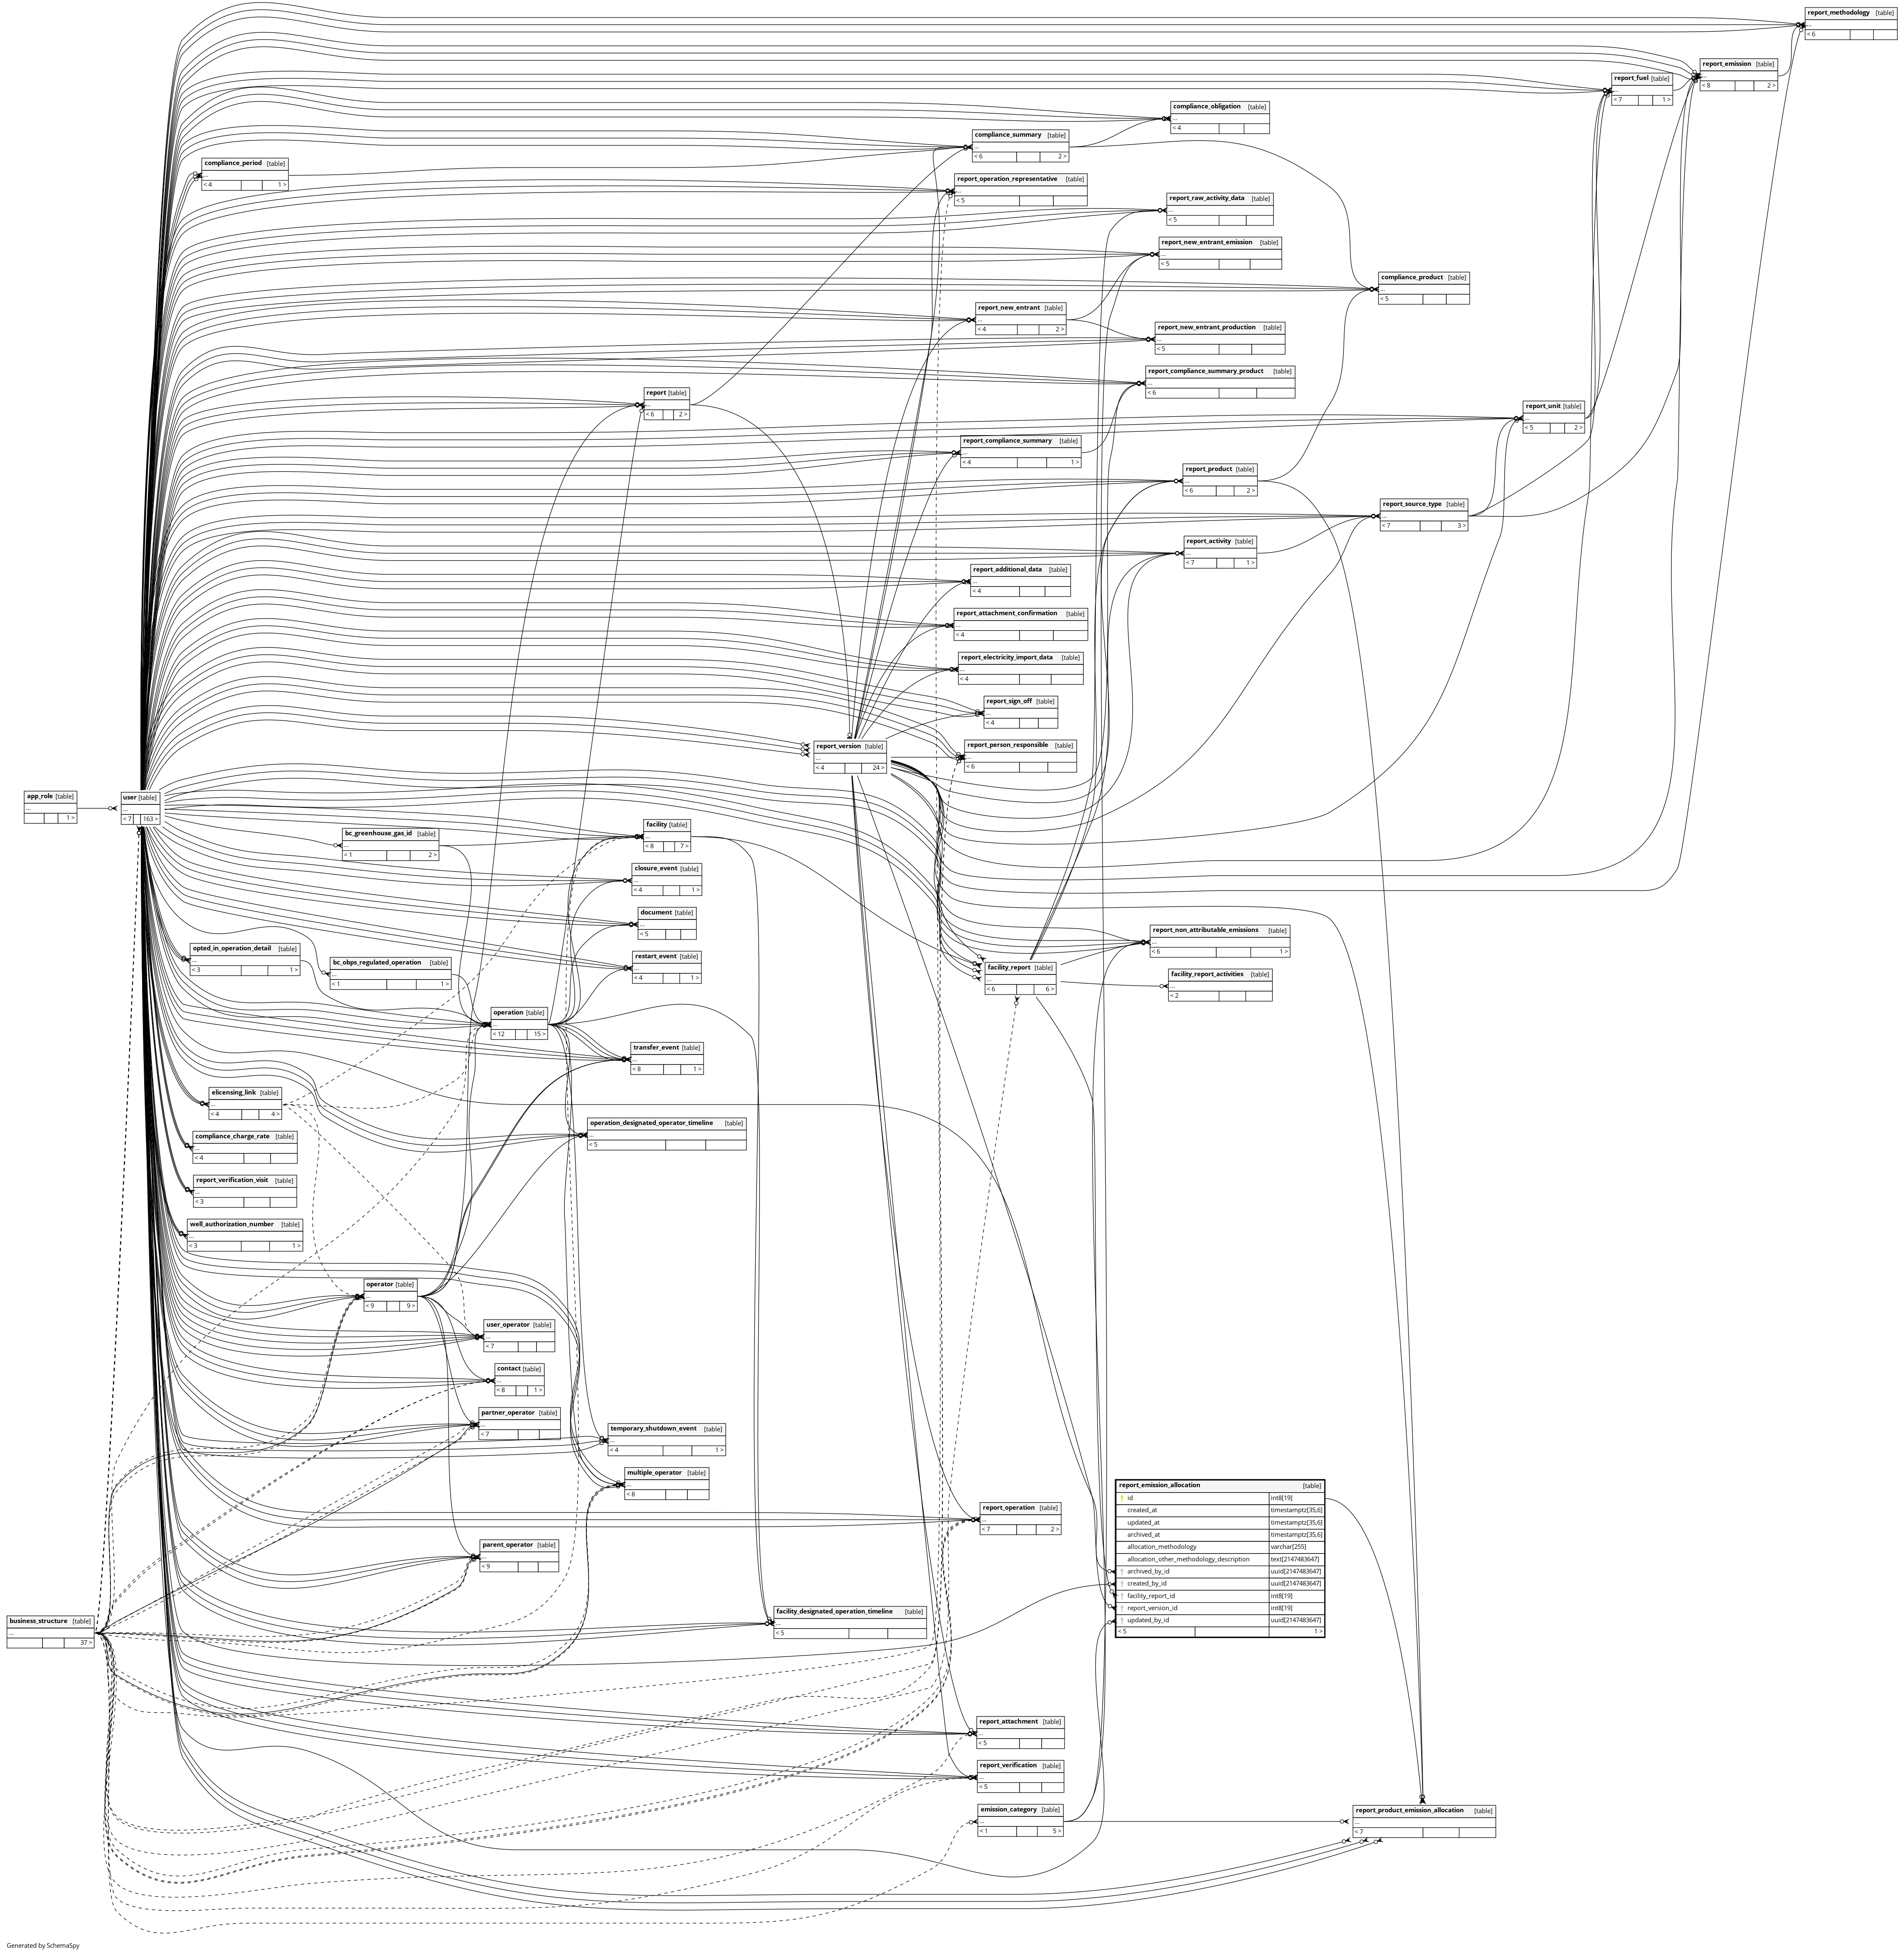 report_methodology [table]
...
< 6
report_emission [table]
...
< 8 2 >
report_fuel [table]
...
< 7 1 >
compliance_obligation [table]
...
< 4
compliance_summary [table]
...
< 6 2 >
compliance_period [table]
...
< 4 1 >
report_operation_representative [table]
...
< 5
report_raw_activity_data [table]
...
< 5
report_new_entrant_emission [table]
...
< 5
compliance_product [table]
...
< 5
report_new_entrant [table]
...
< 4 2 >
report_new_entrant_production [table]
...
< 5
report_compliance_summary_product [table]
...
< 6
report [table]
...
< 6 2 >
report_unit [table]
...
< 5 2 >
report_compliance_summary [table]
...
< 4 1 >
report_product [table]
...
< 6 2 >
report_source_type [table]
...
< 7 3 >
report_activity [table]
...
< 7 1 >
report_additional_data [table]
...
< 4
report_attachment_confirmation [table]
...
< 4
report_electricity_import_data [table]
...
< 4
report_sign_off [table]
...
< 4
report_version [table]
...
< 4 24 >
report_person_responsible [table]
...
< 6
app_role [table]
...
1 >
user [table]
...
< 7 163 >
facility [table]
...
< 8 7 >
bc_greenhouse_gas_id [table]
...
< 1 2 >
closure_event [table]
...
< 4 1 >
document [table]
...
< 5
report_non_attributable_emissions [table]
...
< 6 1 >
opted_in_operation_detail [table]
...
< 3 1 >
restart_event [table]
...
< 4 1 >
bc_obps_regulated_operation [table]
...
< 1 1 >
facility_report [table]
...
< 6 6 >
facility_report_activities [table]
...
< 2
operation [table]
...
< 12 15 >
transfer_event [table]
...
< 8 1 >
elicensing_link [table]
...
< 4 4 >
operation_designated_operator_timeline [table]
...
< 5
compliance_charge_rate [table]
...
< 4
report_verification_visit [table]
...
< 3
well_authorization_number [table]
...
< 3 1 >
operator [table]
...
< 9 9 >
user_operator [table]
...
< 7
contact [table]
...
< 8 1 >
partner_operator [table]
...
< 7
temporary_shutdown_event [table]
...
< 4 1 >
multiple_operator [table]
...
< 8
report_emission_allocation [table]
id int8[19]
created_at timestamptz[35,6]
updated_at timestamptz[35,6]
archived_at timestamptz[35,6]
allocation_methodology varchar[255]
allocation_other_methodology_description text[2147483647]
archived_by_id uuid[2147483647]
created_by_id uuid[2147483647]
facility_report_id int8[19]
report_version_id int8[19]
updated_by_id uuid[2147483647]
< 5 1 >
report_operation [table]
...
< 7 2 >
parent_operator [table]
...
< 9
facility_designated_operation_timeline [table]
...
< 5
business_structure [table]
...
37 >
report_attachment [table]
...
< 5
report_verification [table]
...
< 5
emission_category [table]
...
< 1 5 >
report_product_emission_allocation [table]
...
< 7
Generated by SchemaSpy